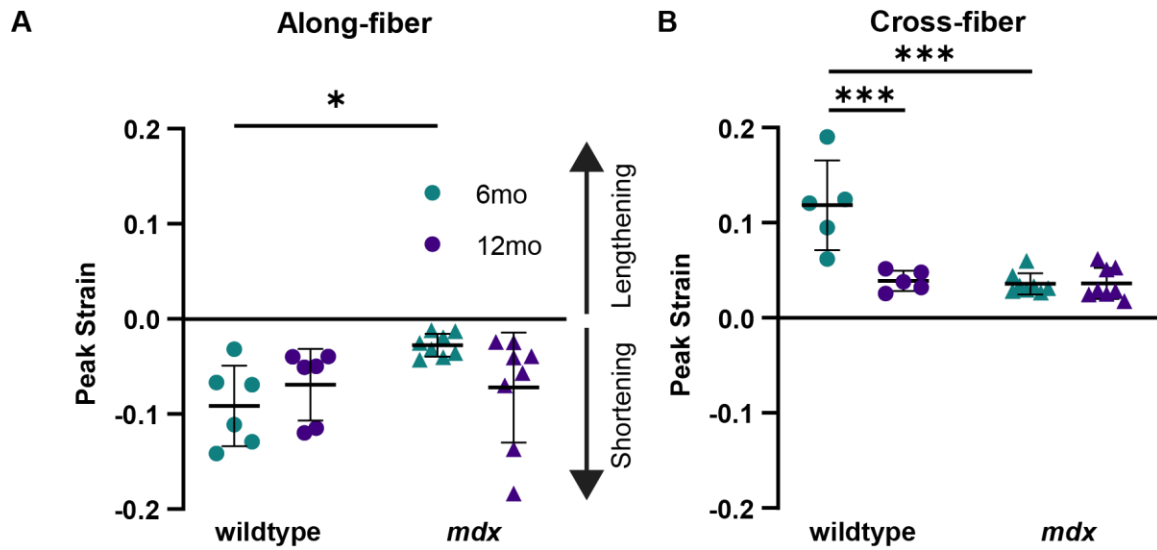 A
Along-fiber
*
Peak Strain
0.2
0.1
0.0
-0.1
-0.2
6mo
12mo
Lengthening
Shortening
wildtype
mdx
B
Cross-fiber
***
***
Peak Strain
0.2
0.1
0.0
-0.1
-0.2
wildtype
mdx